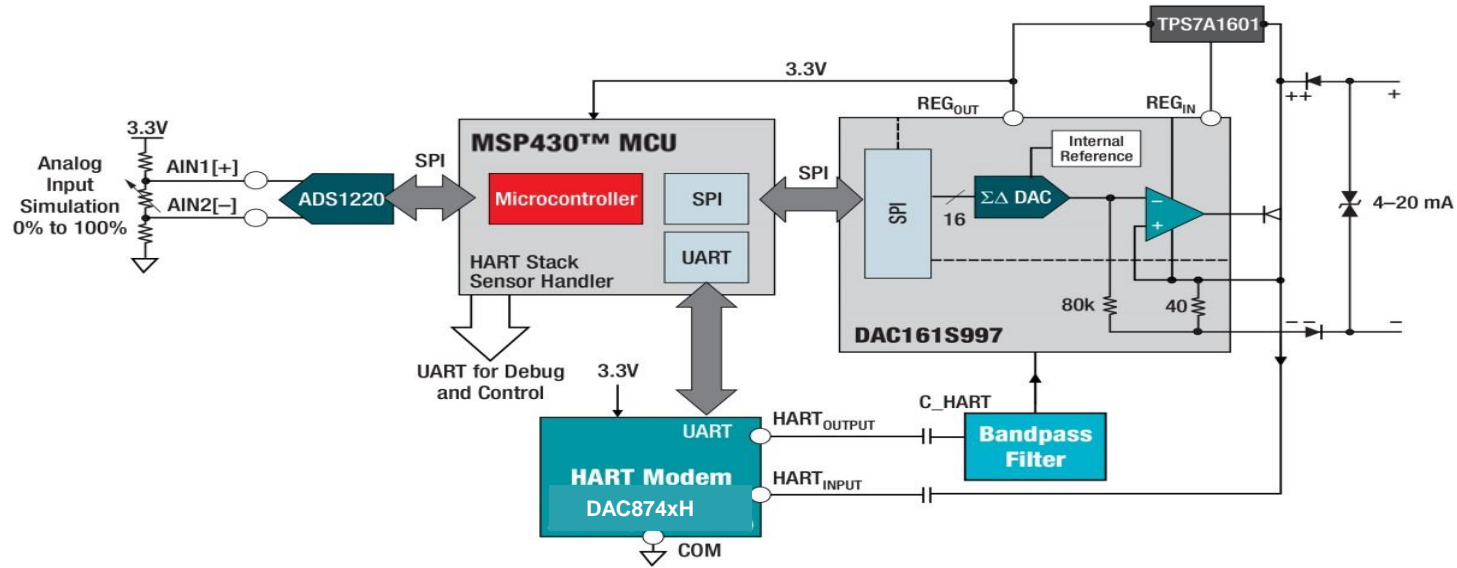 TPS7A1601
3.3V
REGOUT
REGIN
++
+
3.3V
Analog
Input
Simulation
0% to 100%
AIN1[+]
AIN2[–]
ADS1220
SPI
MSP430™ MCU
Microcontroller
SPI
UART
HART Stack
Sensor Handler
SPI
SPI
16
ΣΔ DAC
Internal
Reference
–
+
80k
40
DAC161S997
4–20 mA
– –
–
UART for Debug
and Control
3.3V
UART
HART Modem
DAC874xH
COM
HARTOUTPUT
C_HART
Bandpass
Filter
HARTINPUT